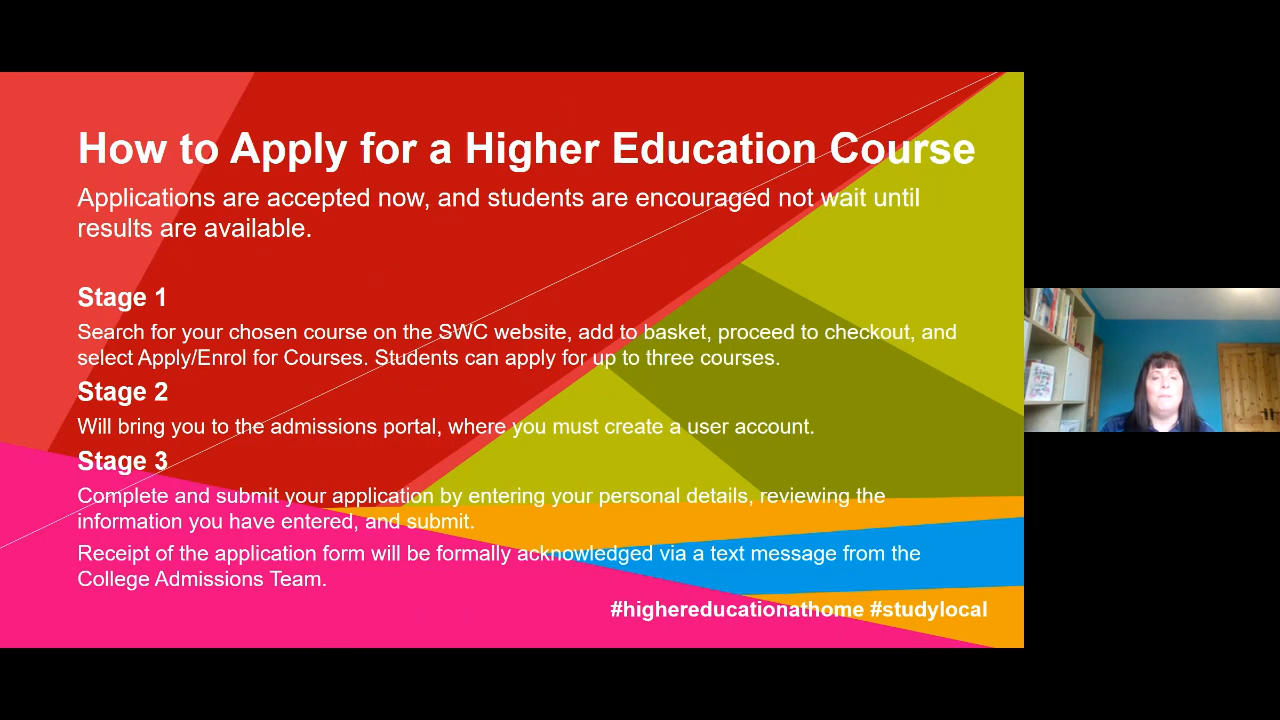 How to Apply for a Higher Education Course
Applications are accepted now, and students are encouraged not wait until
results are available.
Stage 1
Search for your chosen course on the SWC website, add to basket, proceed to checkout, and
select Apply/Enrol for Courses. Students can apply for up to three courses.
Stage 2
Will bring you to the admissions portal, where you must create a user account.
Stage 3
Complete and submit your application by entering your personal details, reviewing the
information you have entered, and submit.
Receipt of the application form will be formally acknowledged via a text message from the
College Admissions Team.
#highereducationathome #studylocal